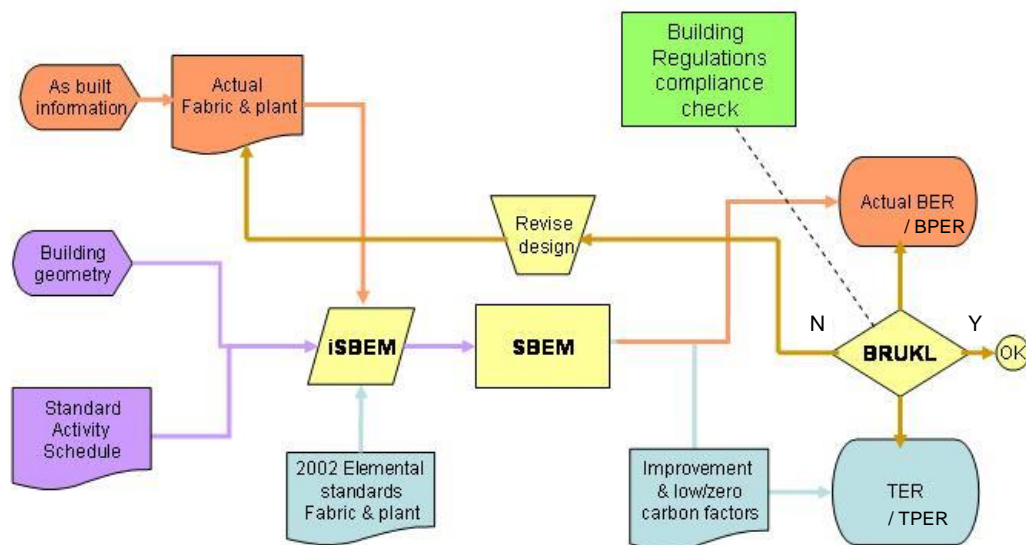 Building
Regulations
compliance
check
As built
information
Actual
Fabric & plant
Actual BER
/ BPER
Revise
design
Building
geometry
N
Y
iSBEM
SBEM
BRUKL
OK
Standard
Activity
Schedule
2002 Elemental
standards
Fabric & plant
Improvement
& low/zero
carbon factors
TER
/ TPER